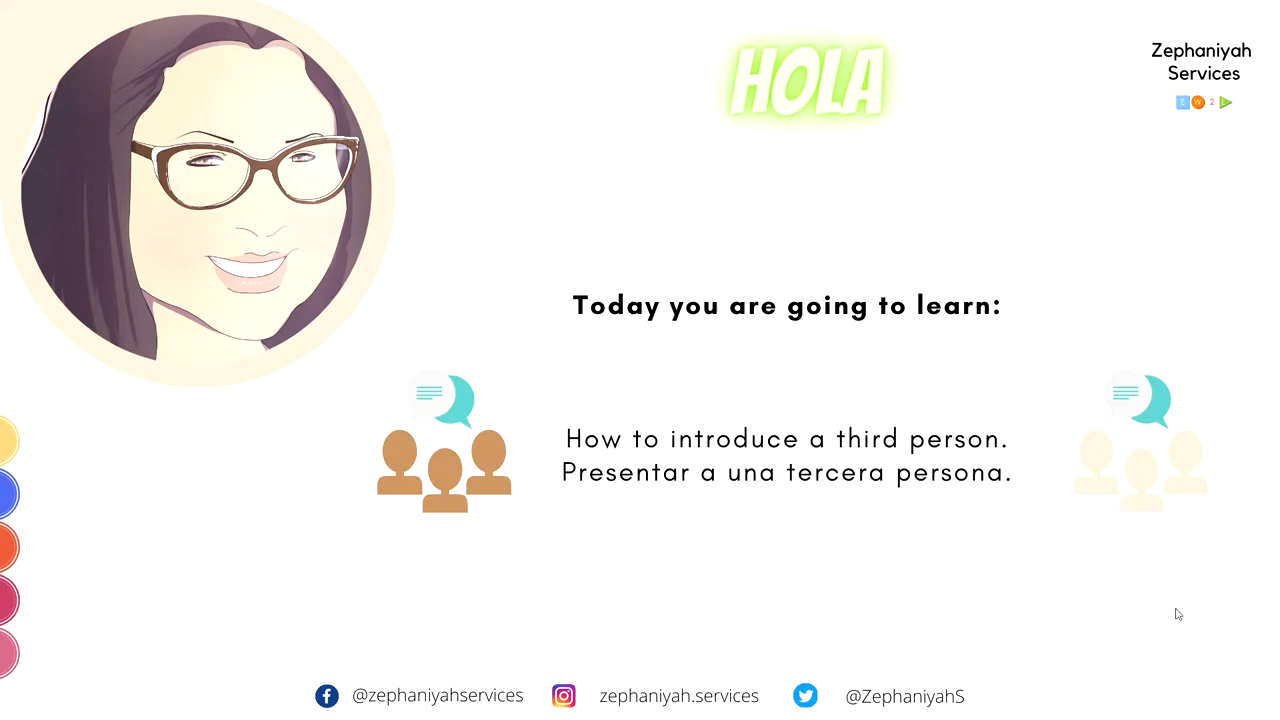 HOLA
Zephaniyah
Services
E W 2 L
Today you are going to learn:
How to introduce a third person.
Presentar a una tercera persona.
@zephaniyahservices
zephaniyah.services
@ZephaniyahS